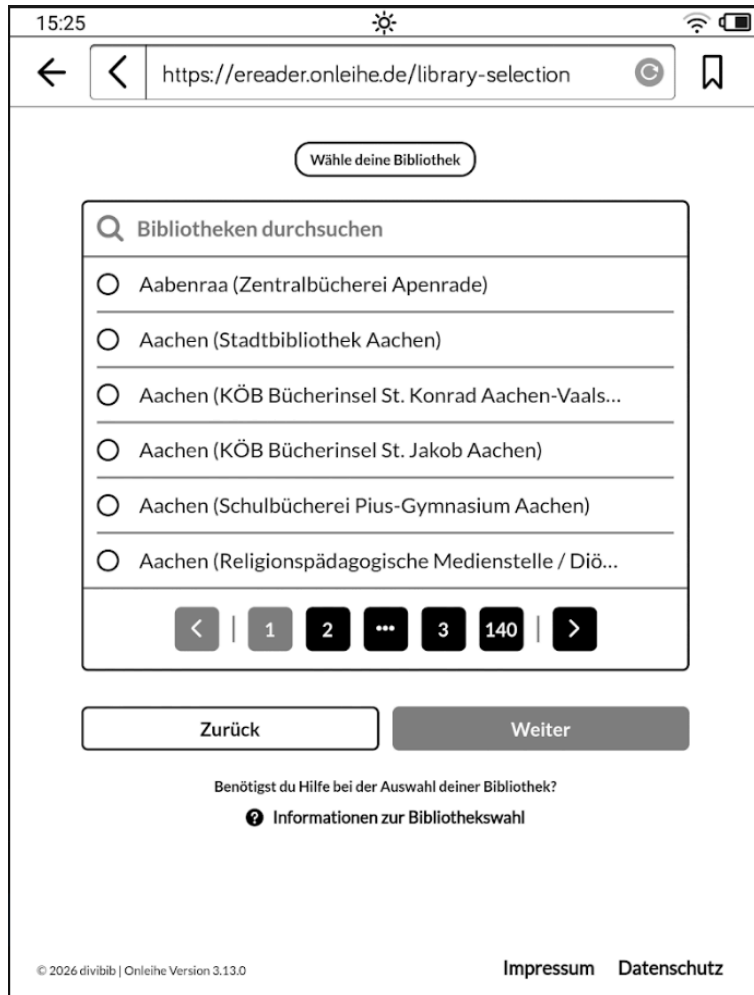 15:25
https://ereader.onleihe.de/library-selection
Wähle deine Bibliothek
Bibliotheken durchsuchen
Aabenraa (Zentralbücherei Apenrade)
Aachen (Stadtbibliothek Aachen)
Aachen (KÖB Bücherinsel St. Konrad Aachen-Vaals...
Aachen (KÖB Bücherinsel St. Jakob Aachen)
Aachen (Schulbücherei Pius-Gymnasium Aachen)
Aachen (Religionspädagogische Medienstelle / Diö...
< | 1 2 ... 3 140 | >
Zurück Weiter
Benötigst du Hilfe bei der Auswahl deiner Bibliothek?
? Informationen zur Bibliothekswahl
© 2026 divibib | Onleihe Version 3.13.0 Impressum Datenschutz